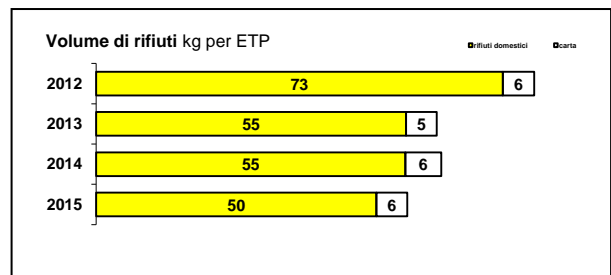 Volume di rifiuti kg per ETP
rifiuti domestici carta
2012 73 6
2013 55 5
2014 55 6
2015 50 6